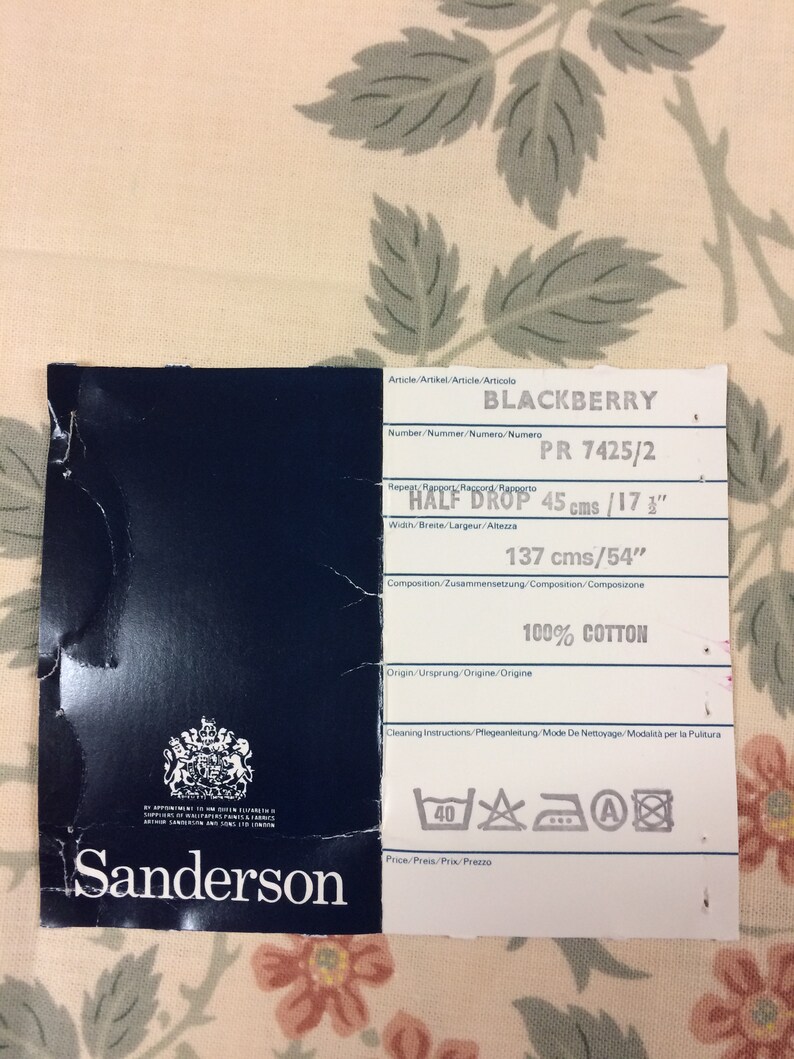 BY APPOINTMENT TO HM QUEEN ELIZABETH II
SUPPLIERS OF WALLPAPERS PAINTS & FABRICS
ARTHUR SANDERSON AND SONS LTD LONDON
Sanderson
Article/Artikel/Article/Articolo
BLACKBERRY
Number/Nummer/Numero/Numero
PR 7425/2
Repeat/Rapport/Raccord/Rapporto
HALF DROP 45 cms /17 ½"
Width/Breite/Largeur/Altezza
137 cms/54"
Composition/Zusammensetzung/Composition/Composizone
100% COTTON
Origin/Ursprung/Origine/Origine
Cleaning Instructions/Pflegeanleitung/Mode De Nettoyage/Modalità per la Pulitura
40 A
Price/Preis/Prix/Prezzo